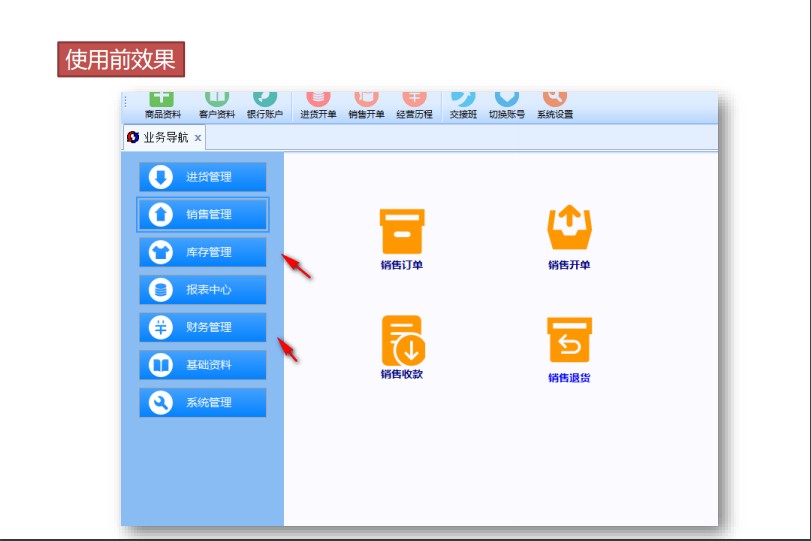 使用前效果
商品资料 客户资料 银行账户 进货开单 销售开单 经营历程 交接班 切换账号 系统设置
业务导航 ×
进货管理
销售管理
库存管理
报表中心
财务管理
基础资料
系统管理
销售订单 销售开单
销售收款 销售退货